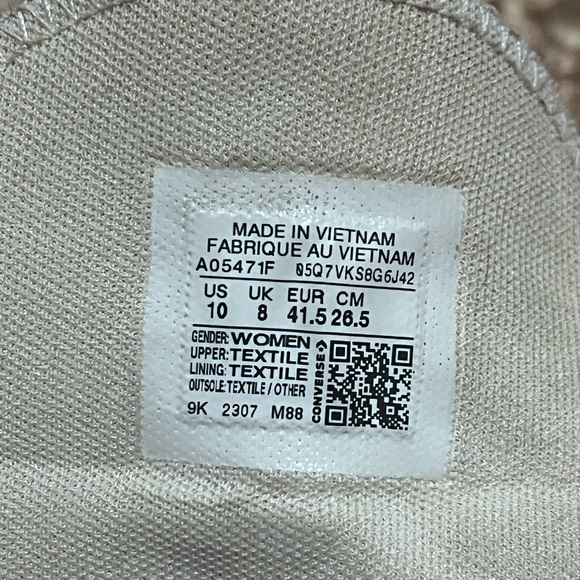 MADE IN VIETNAM
FABRIQUE AU VIETNAM
A05471F 05Q7VKS8G6J42
US UK EUR CM
10 8 41.5 26.5
GENDER: WOMEN
UPPER: TEXTILE
LINING: TEXTILE
OUTSOLE: TEXTILE / OTHER
CONVERSE
9K 2307 M88